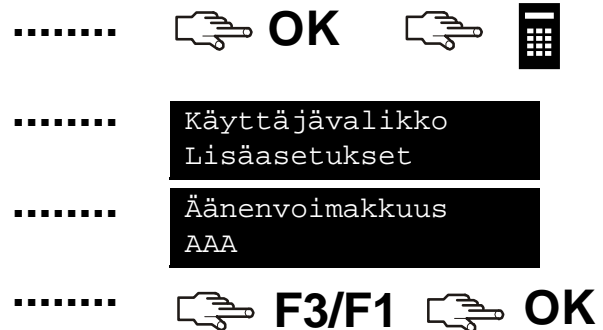 ........ OK
........ Käyttäjävalikko
Lisäasetukset
........ Äänenvoimakkuus
AAA
........ F3/F1 OK